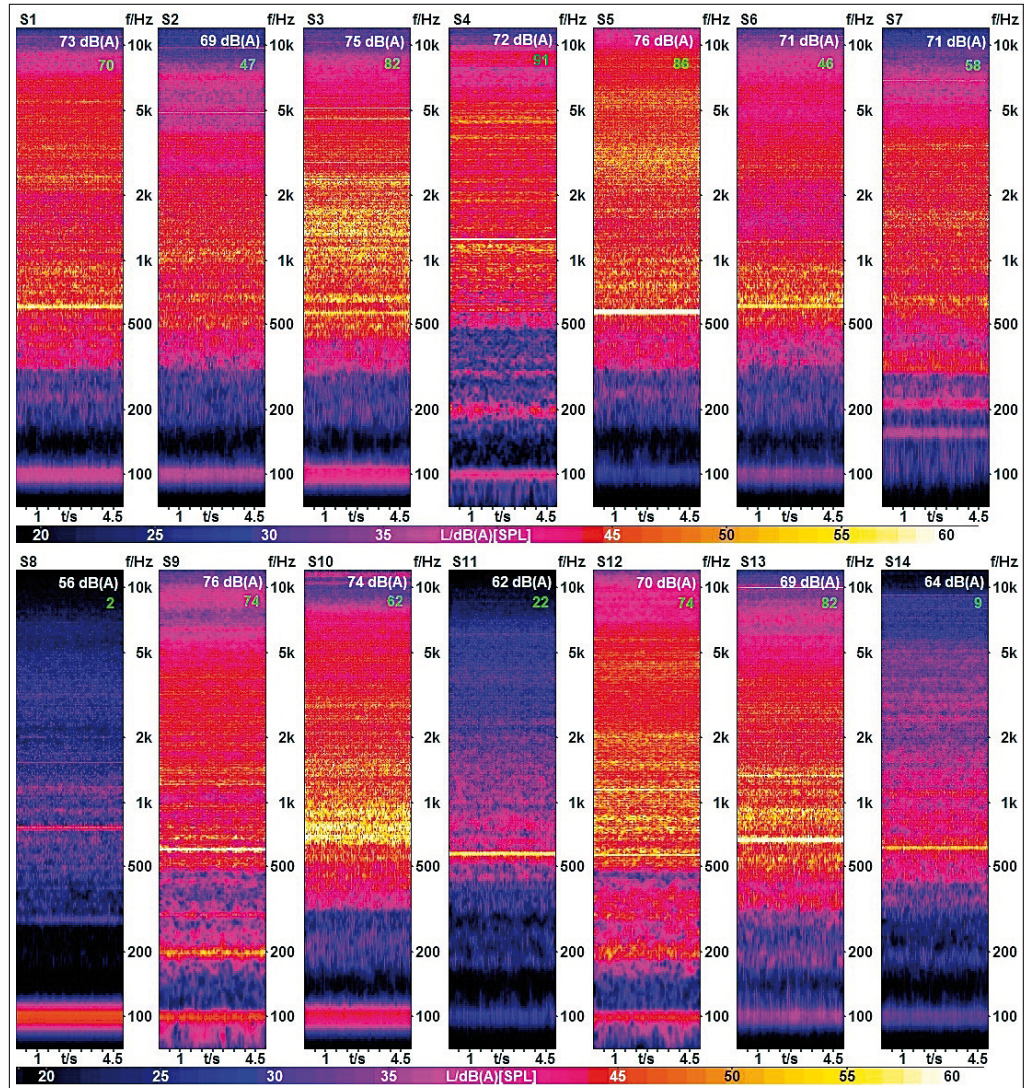 S1 f/Hz S2 f/Hz S3 f/Hz S4 f/Hz S5 f/Hz S6 f/Hz S7 f/Hz
73 dB(A) 10k 69 dB(A) 10k 75 dB(A) 10k 72 dB(A) 10k 76 dB(A) 10k 71 dB(A) 10k 71 dB(A) 10k
70 47 82 91 86 46 58
5k 5k 5k 5k 5k 5k 5k
2k 2k 2k 2k 2k 2k 2k
1k 1k 1k 1k 1k 1k 1k
500 500 500 500 500 500 500
200 200 200 200 200 200 200
100 100 100 100 100 100 100
1 t/s 4.5 1 t/s 4.5 1 t/s 4.5 1 t/s 4.5 1 t/s 4.5 1 t/s 4.5 1 t/s 4.5
20 25 30 35 L/dB(A)[SPL] 45 50 55 60
S8 f/Hz S9 f/Hz S10 f/Hz S11 f/Hz S12 f/Hz S13 f/Hz S14 f/Hz
56 dB(A) 10k 76 dB(A) 10k 74 dB(A) 10k 62 dB(A) 10k 70 dB(A) 10k 69 dB(A) 10k 64 dB(A) 10k
2 74 62 22 74 82 9
5k 5k 5k 5k 5k 5k 5k
2k 2k 2k 2k 2k 2k 2k
1k 1k 1k 1k 1k 1k 1k
500 500 500 500 500 500 500
200 200 200 200 200 200 200
100 100 100 100 100 100 100
1 t/s 4.5 1 t/s 4.5 1 t/s 4.5 1 t/s 4.5 1 t/s 4.5 1 t/s 4.5 1 t/s 4.5
20 25 30 35 L/dB(A)[SPL] 45 50 55 60